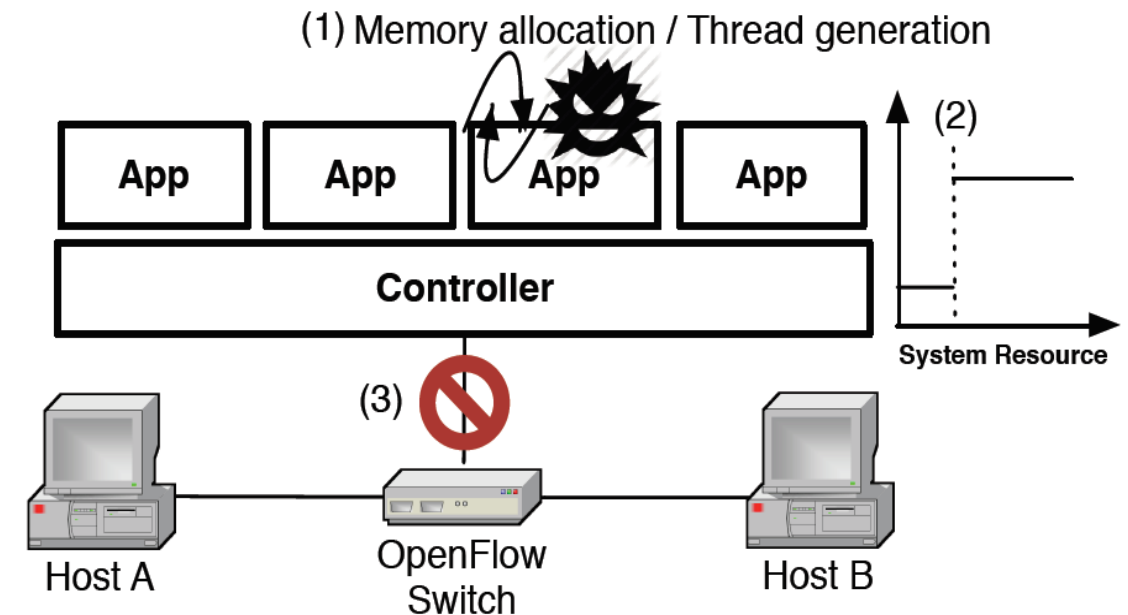 (1) Memory allocation / Thread generation
App
App
App
App
(2)
Controller
System Resource
(3)
OpenFlow
Switch
Host A
Host B